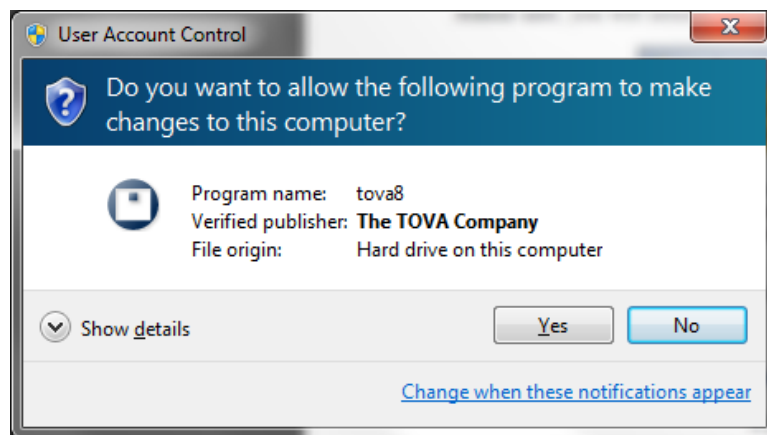 User Account Control
Do you want to allow the following program to make
changes to this computer?
Program name: tova8
Verified publisher: The TOVA Company
File origin: Hard drive on this computer
Show details
Yes
No
Change when these notifications appear